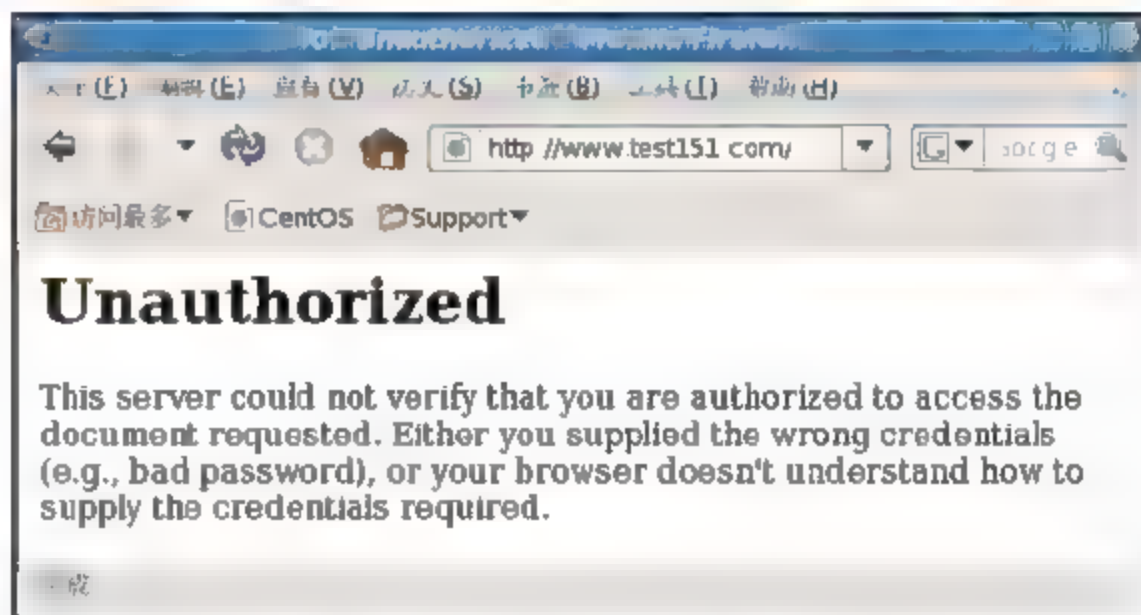 (E) (E) (V) (S) (B) (H)
http //www.test151 com/
访问最多 CentOS Support
Unauthorized
This server could not verify that you are authorized to access the
document requested. Either you supplied the wrong credentials
(e.g., bad password), or your browser doesn't understand how to
supply the credentials required.